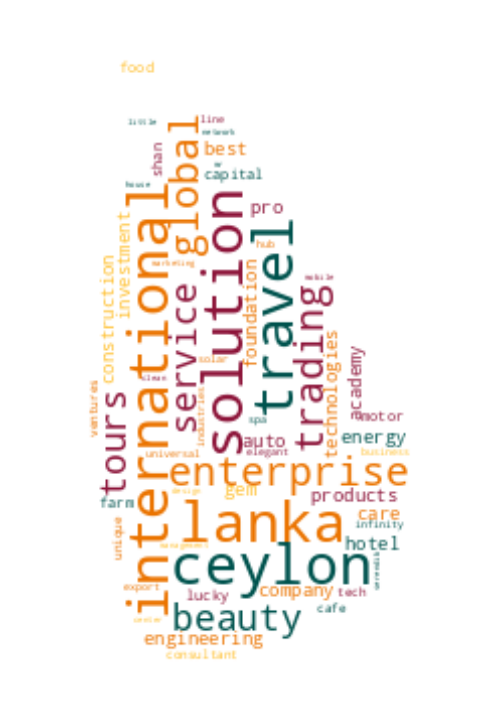 food
little
line
network
global
shan
best
capital
house
international
solution
pro
investment
travel
hub
construction
marketing
foundation
mobile
service
trading
technologies
solar
academy
clean
ventures
industries
tours
motor
spa
auto
energy
universal
elegant
business
enterprise
design
gem
products
farm
lanka
care
infinity
unique
hotel
management
ceylon
export
company
tech
lucky
center
beauty
cafe
engineering
consultant